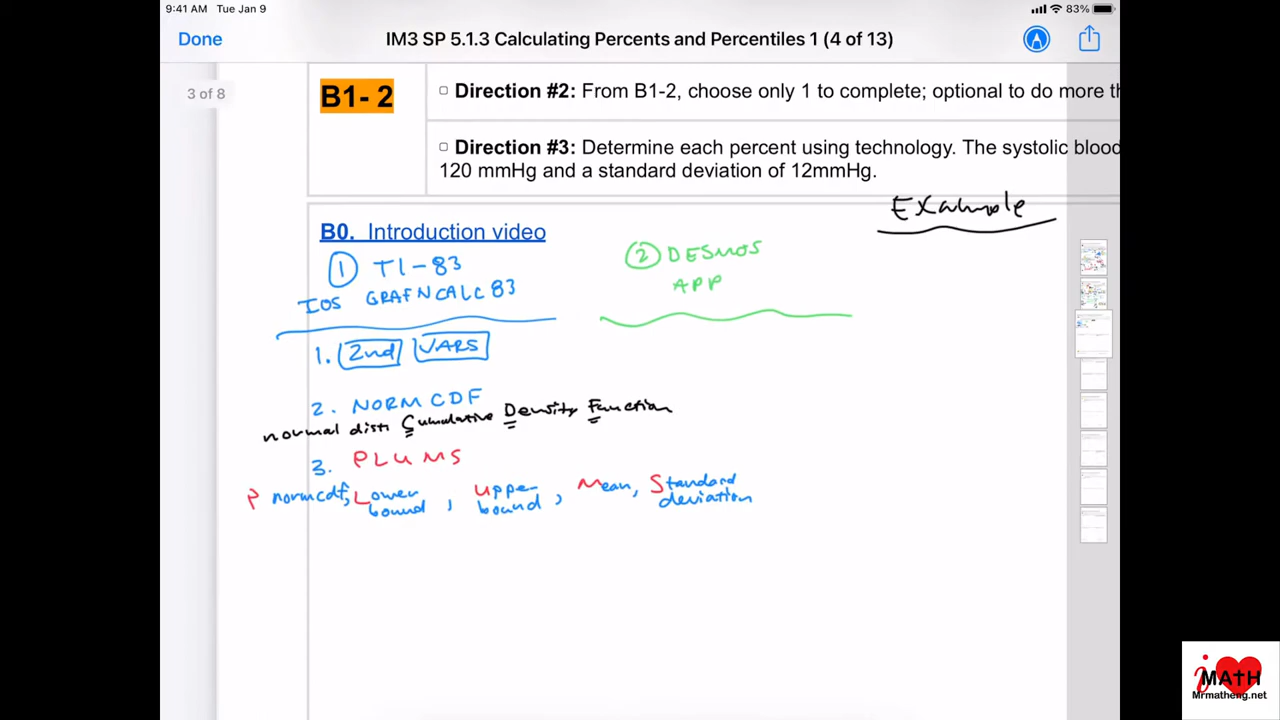 9:41 AM Tue Jan 9
83%
Done
IM3 SP 5.1.3 Calculating Percents and Percentiles 1 (4 of 13)
3 of 8
B1- 2
Direction #2: From B1-2, choose only 1 to complete; optional to do more th
Direction #3: Determine each percent using technology. The systolic blood
120 mmHg and a standard deviation of 12mmHg.
Example
B0. Introduction video
1 TI-83
IOS GRAFNCALC 83
2 DESMOS
APP
1. 2nd VARS
2. NORMCDF
normal dist. Cumulative Density Function
3. PLUMS
P normcdf, Lower bound, Upper bound, Mean, Standard deviation
i MATH
Mrmatheng.net